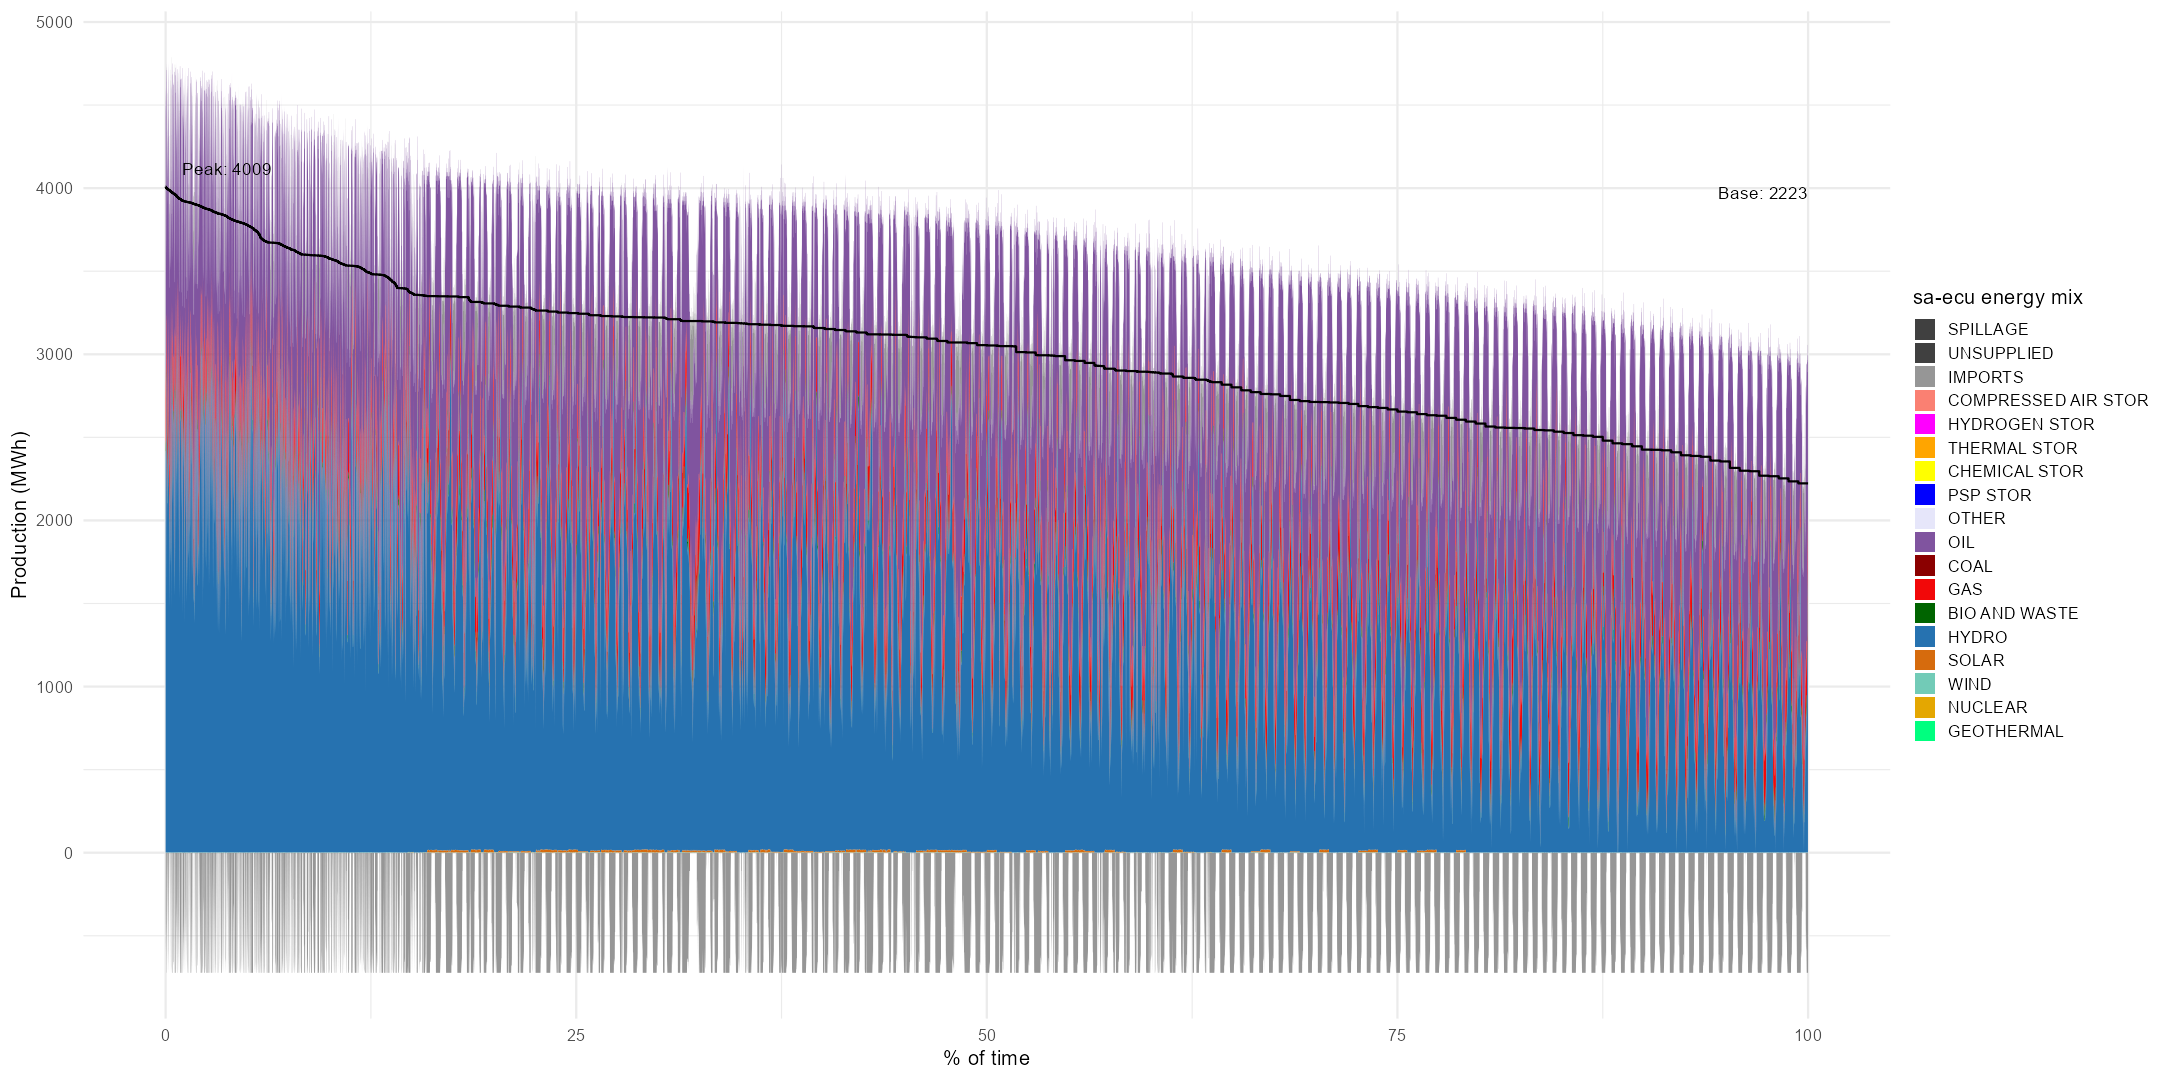 5000
4000
3000
2000
1000
0
Production (MWh)
Peak: 4009
Base: 2223
0
25
50
75
100
% of time
sa-ecu energy mix
SPILLAGE
UNSUPPLIED
IMPORTS
COMPRESSED AIR STOR
HYDROGEN STOR
THERMAL STOR
CHEMICAL STOR
PSP STOR
OTHER
OIL
COAL
GAS
BIO AND WASTE
HYDRO
SOLAR
WIND
NUCLEAR
GEOTHERMAL